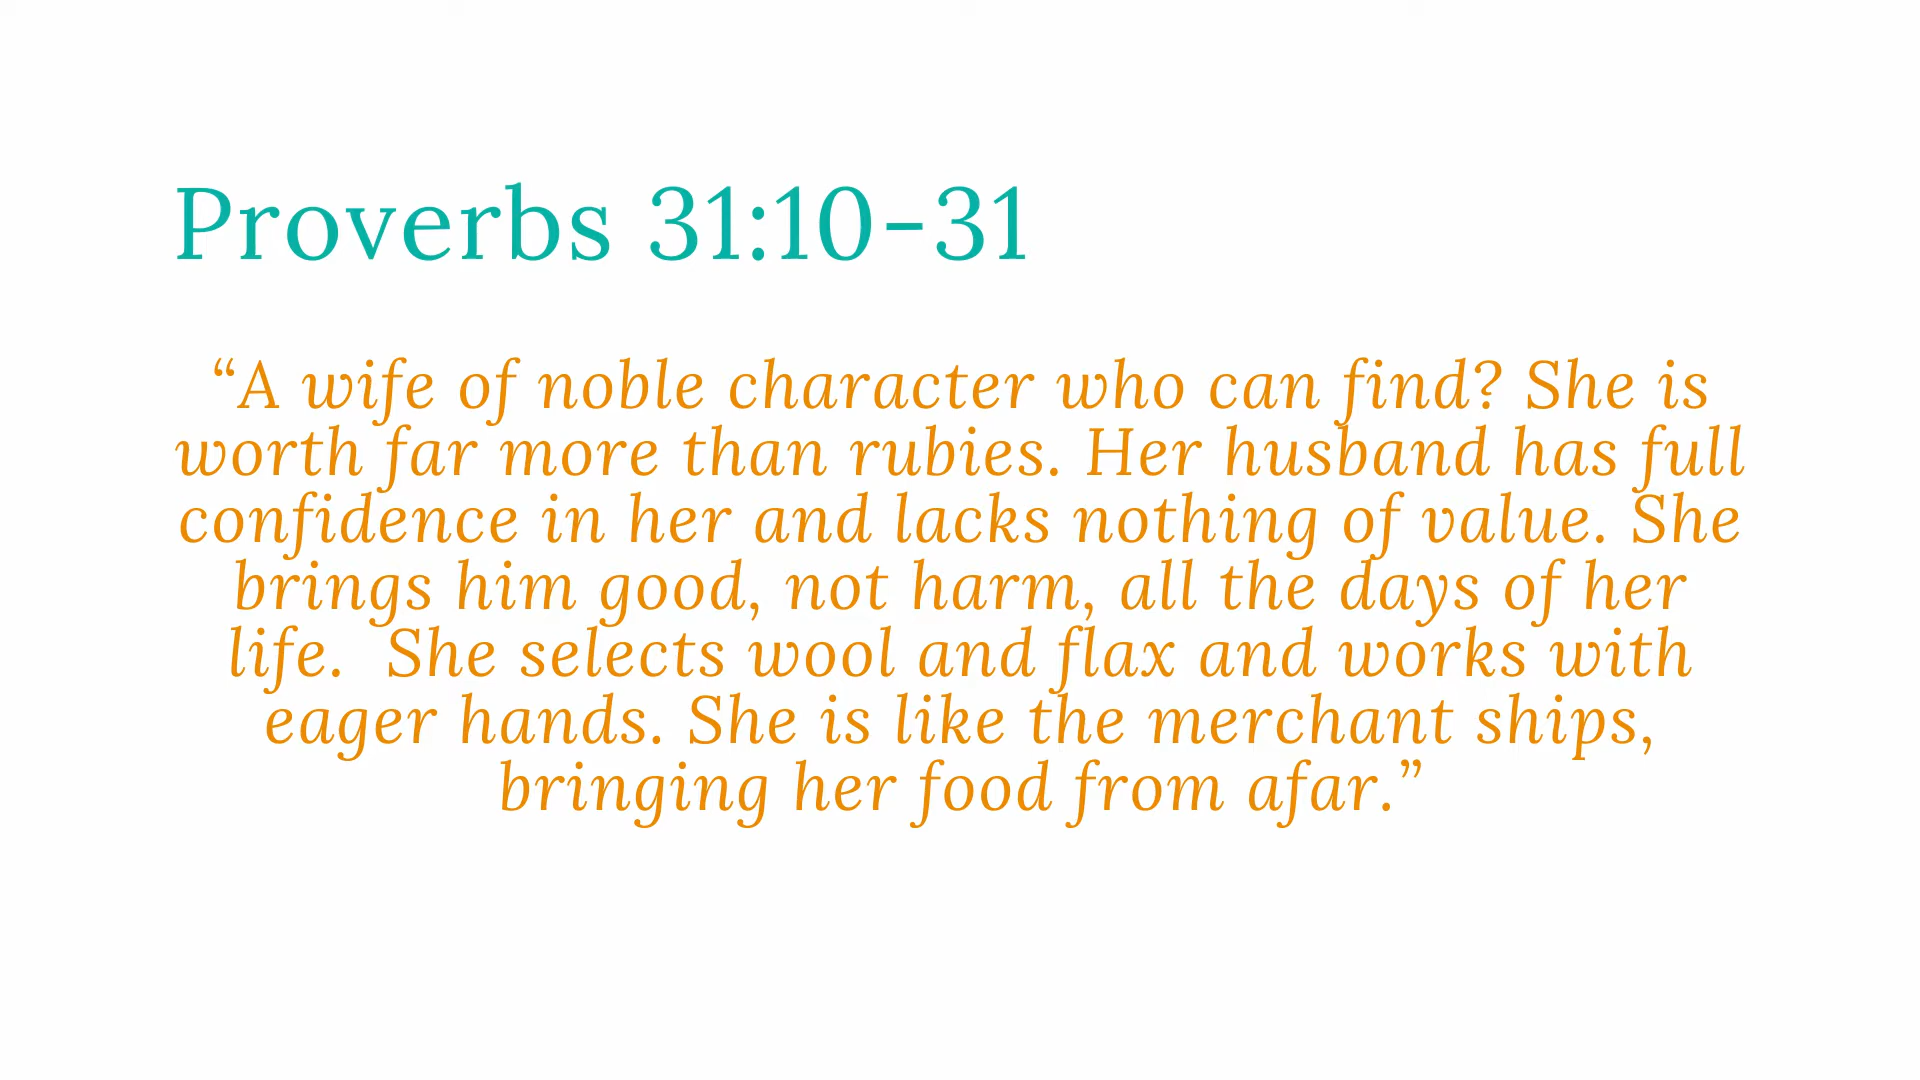 Proverbs 31:10-31
“A wife of noble character who can find? She is
worth far more than rubies. Her husband has full
confidence in her and lacks nothing of value. She
brings him good, not harm, all the days of her
life.  She selects wool and flax and works with
eager hands. She is like the merchant ships,
bringing her food from afar.”